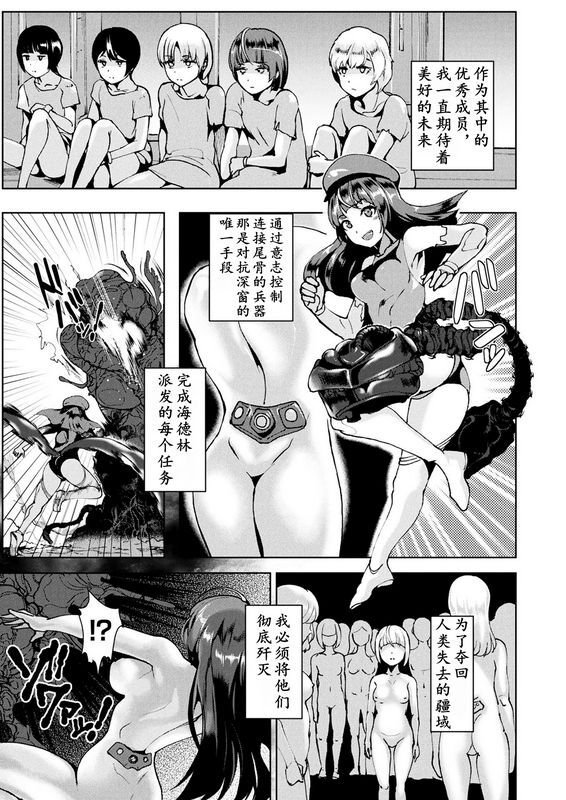 作为其中的
优秀成员，
我一直期待着
美好的未来
通过意志控制
连接尾骨的兵器
那是对抗深窗的
唯一手段
完成海德林
派发的每个任务
为了夺回
人类失去的疆域
我必须将他们
彻底歼灭
!?